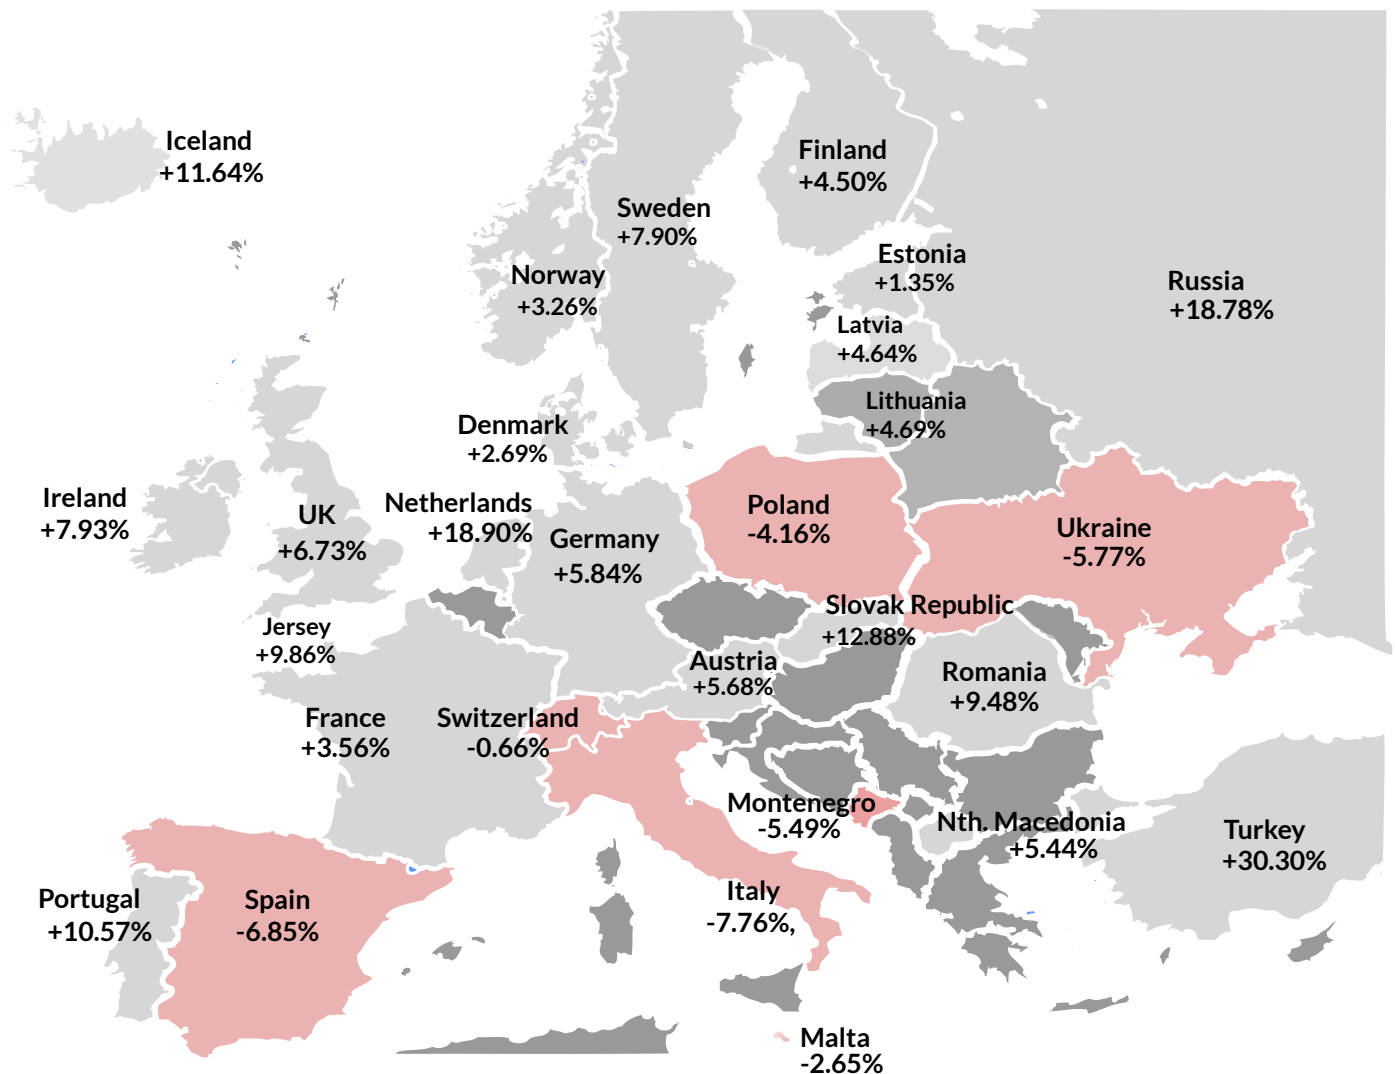 Iceland
+11.64%
Finland
+4.50%
Sweden
+7.90%
Estonia
+1.35%
Norway
+3.26%
Russia
+18.78%
Latvia
+4.64%
Lithuania
+4.69%
Denmark
+2.69%
Ireland
+7.93%
UK
+6.73%
Netherlands
+18.90%
Germany
+5.84%
Poland
-4.16%
Ukraine
-5.77%
Slovak Republic
+12.88%
Jersey
+9.86%
Austria
+5.68%
Romania
+9.48%
France
+3.56%
Switzerland
-0.66%
Montenegro
-5.49%
Nth. Macedonia
+5.44%
Turkey
+30.30%
Portugal
+10.57%
Spain
-6.85%
Italy
-7.76%,
Malta
-2.65%